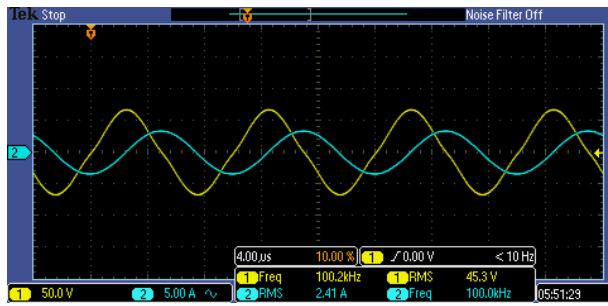 Tek Stop Noise Filter Off
T
T
2
4.00µs 10.00 % 1 / 0.00 V < 10 Hz
1 Freq 100.2kHz 1 RMS 45.3 V
1 50.0 V 2 5.00 A ∿ 2 RMS 2.41 A 2 Freq 100.0kHz 05:51:29